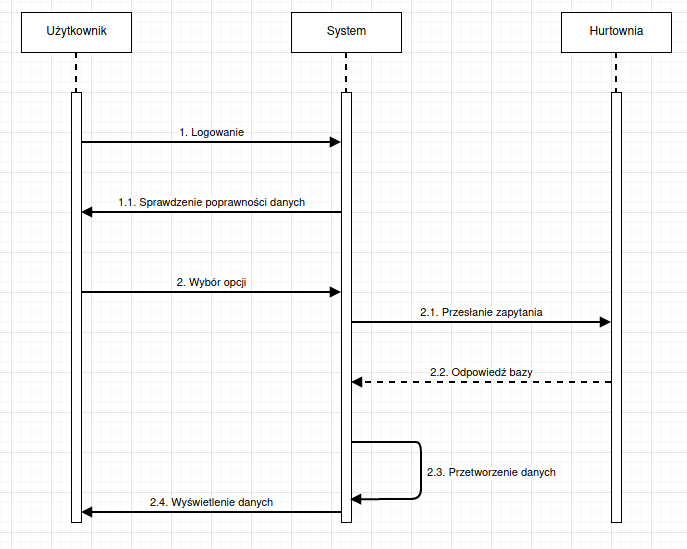 Użytkownik
System
Hurtownia
1. Logowanie
1.1. Sprawdzenie poprawności danych
2. Wybór opcji
2.1. Przesłanie zapytania
2.2. Odpowiedź bazy
2.3. Przetworzenie danych
2.4. Wyświetlenie danych